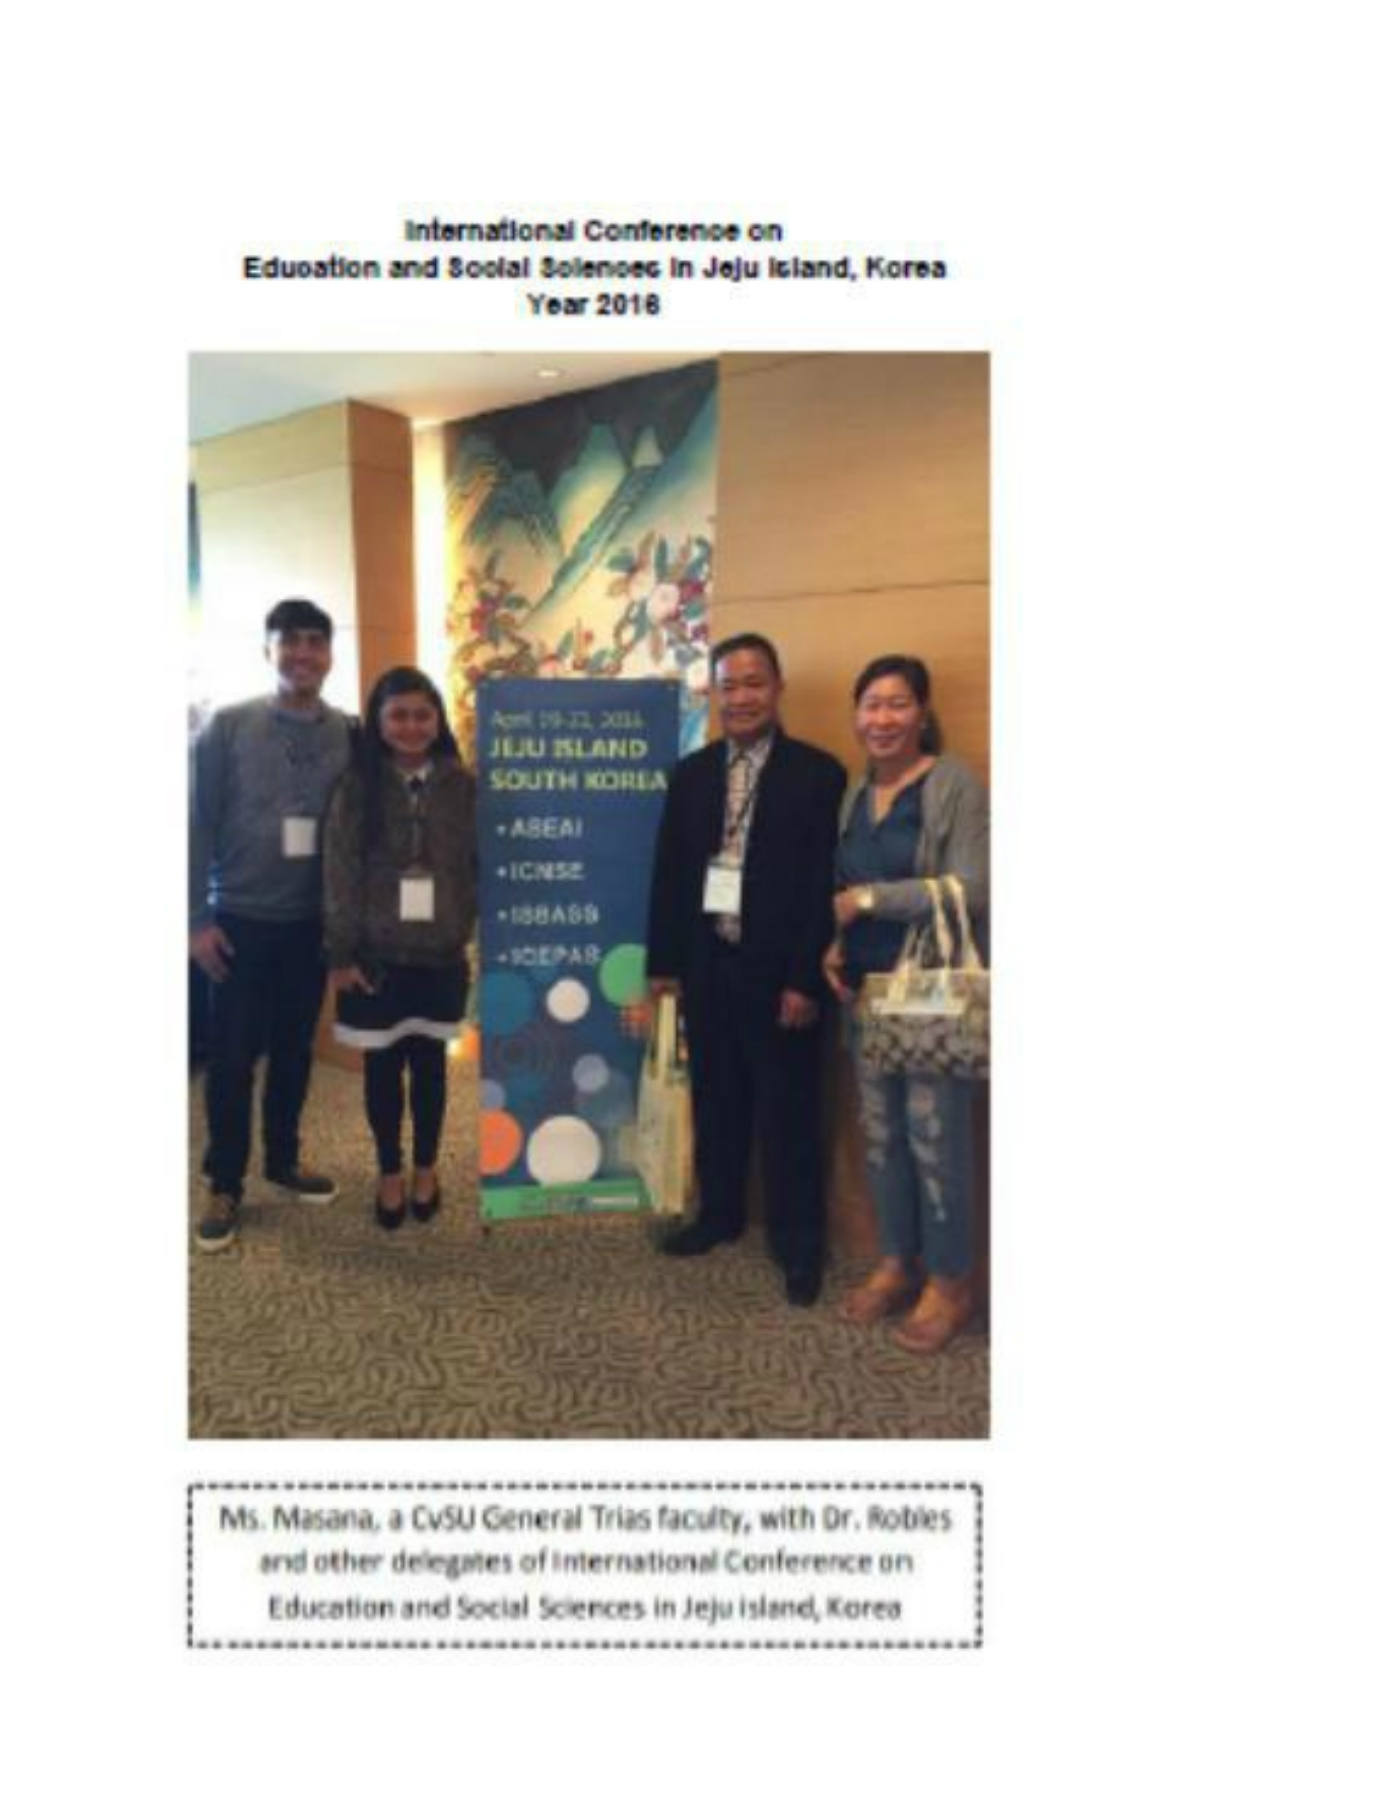 International Conference on
Education and Social Sciences in Jeju Island, Korea
Year 2016
JEJU ISLAND
SOUTH KOREA
• ASEAI
• ICNSE
• ISBASS
• ICEPAS
Ms. Masana, a CvSU General Trias faculty, with Dr. Robles
and other delegates of International Conference on
Education and Social Sciences in Jeju island, Korea